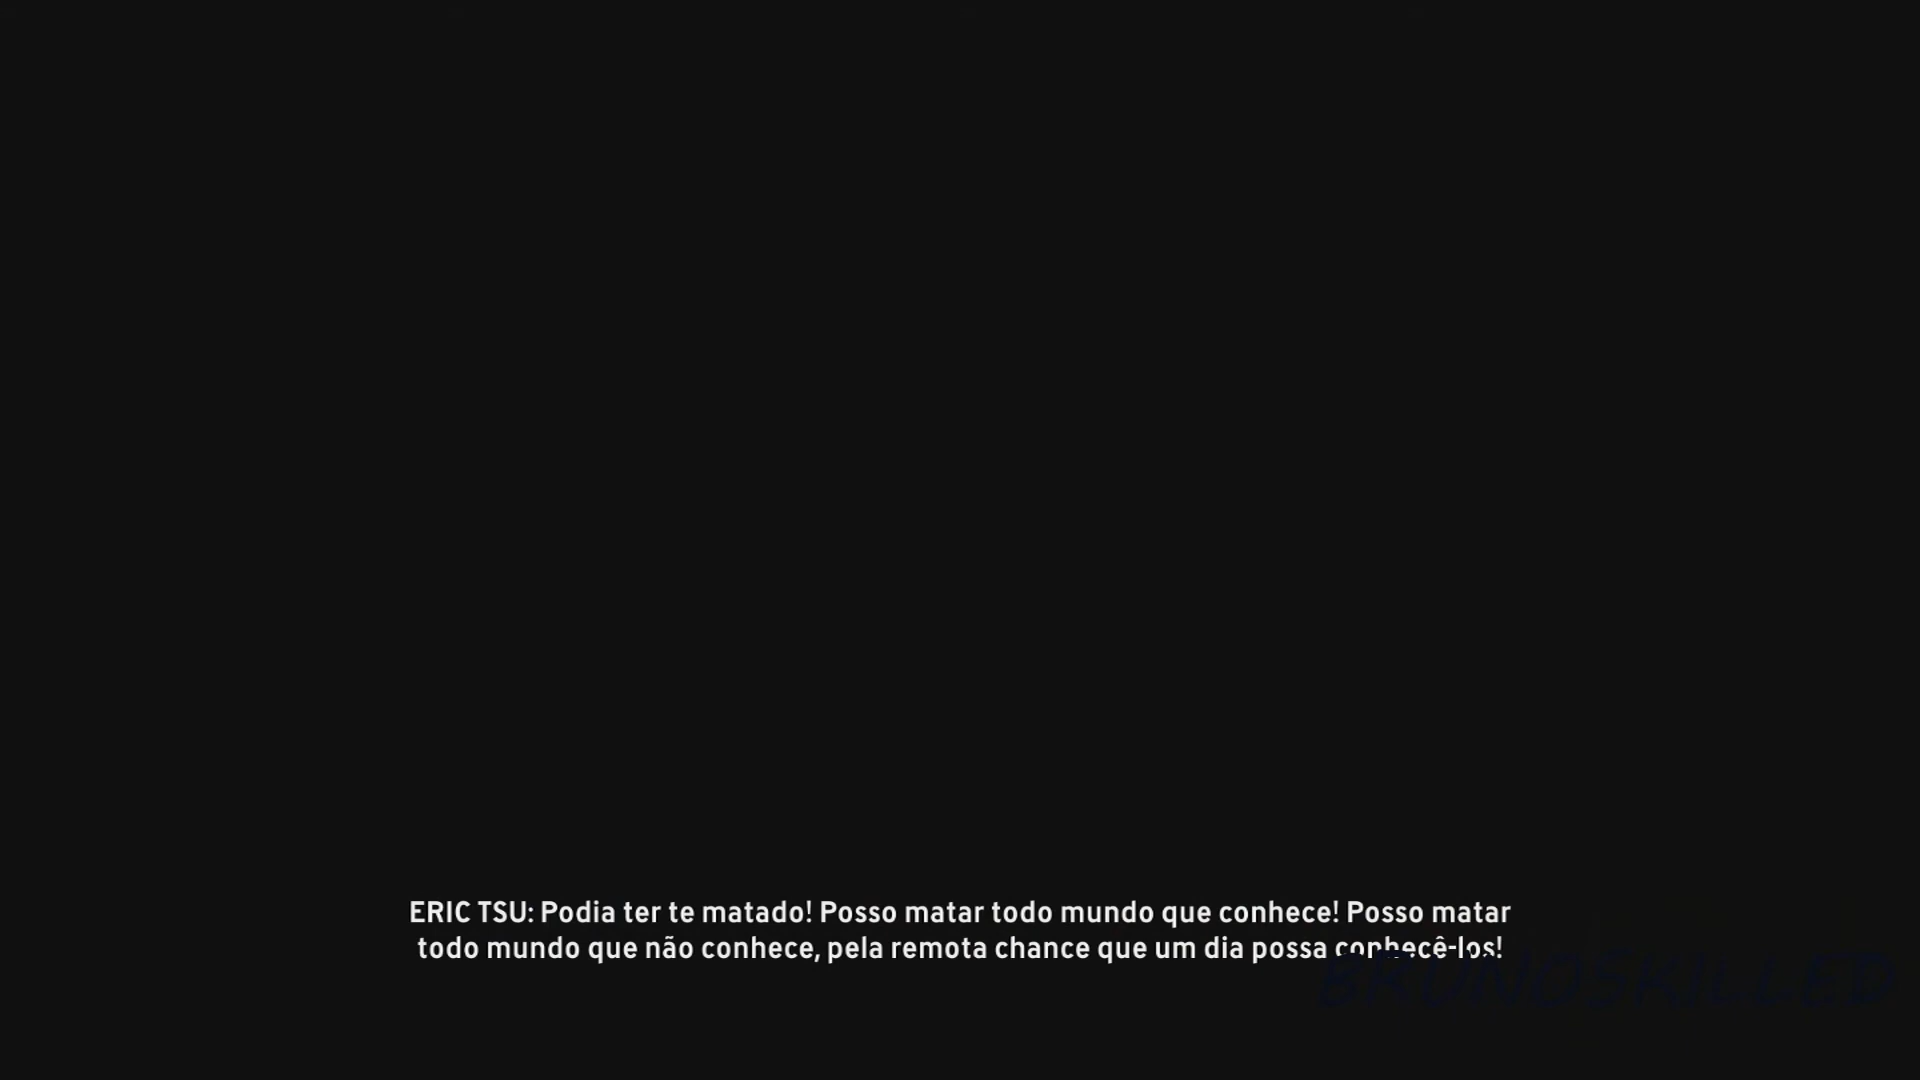 ERIC TSU: Podia ter te matado! Posso matar todo mundo que conhece! Posso matar
todo mundo que não conhece, pela remota chance que um dia possa conhecê-los!
BRUNOSKILLED